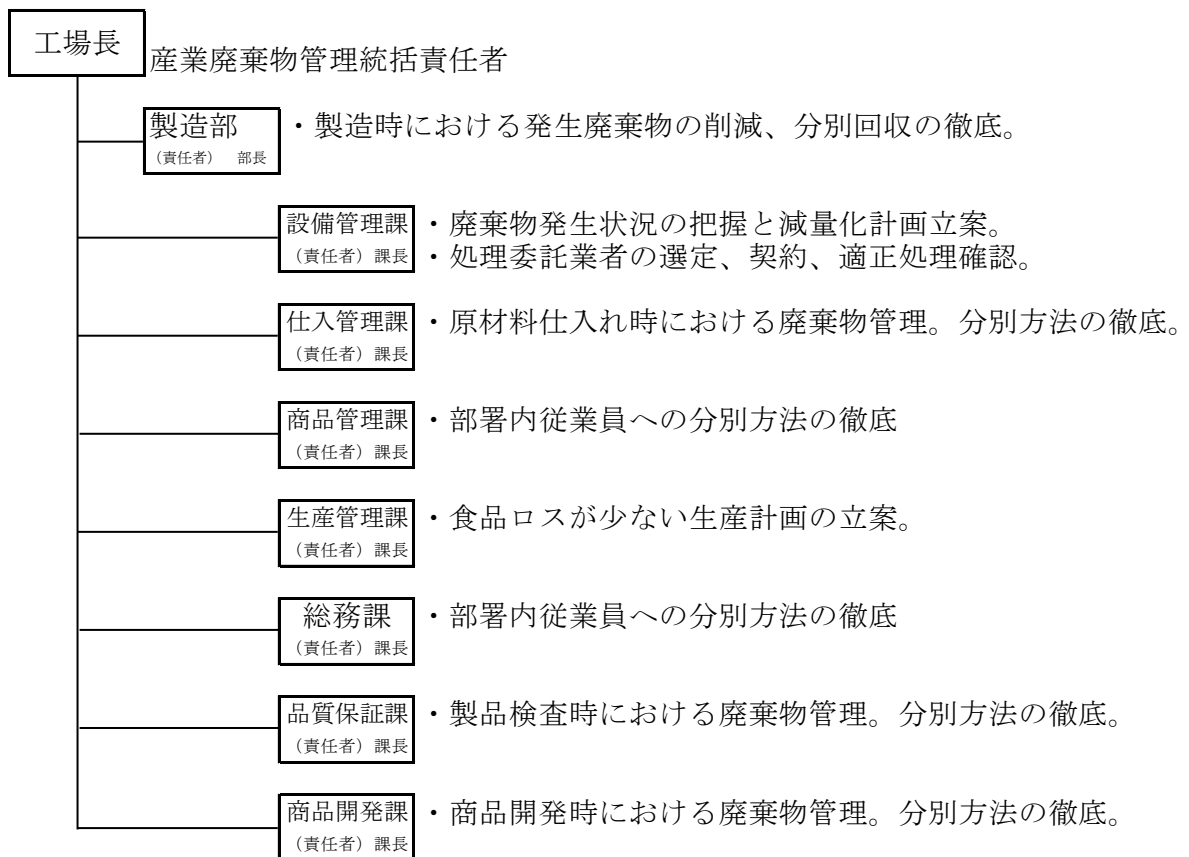 工場長
産業廃棄物管理統括責任者
製造部
（責任者）　部長
・製造時における発生廃棄物の削減、分別回収の徹底。
設備管理課
（責任者）課長
・廃棄物発生状況の把握と減量化計画立案。
・処理委託業者の選定、契約、適正処理確認。
仕入管理課
（責任者）課長
・原材料仕入れ時における廃棄物管理。分別方法の徹底。
商品管理課
（責任者）課長
・部署内従業員への分別方法の徹底
生産管理課
（責任者）課長
・食品ロスが少ない生産計画の立案。
総務課
（責任者）課長
・部署内従業員への分別方法の徹底
品質保証課
（責任者）課長
・製品検査時における廃棄物管理。分別方法の徹底。
商品開発課
（責任者）課長
・商品開発時における廃棄物管理。分別方法の徹底。